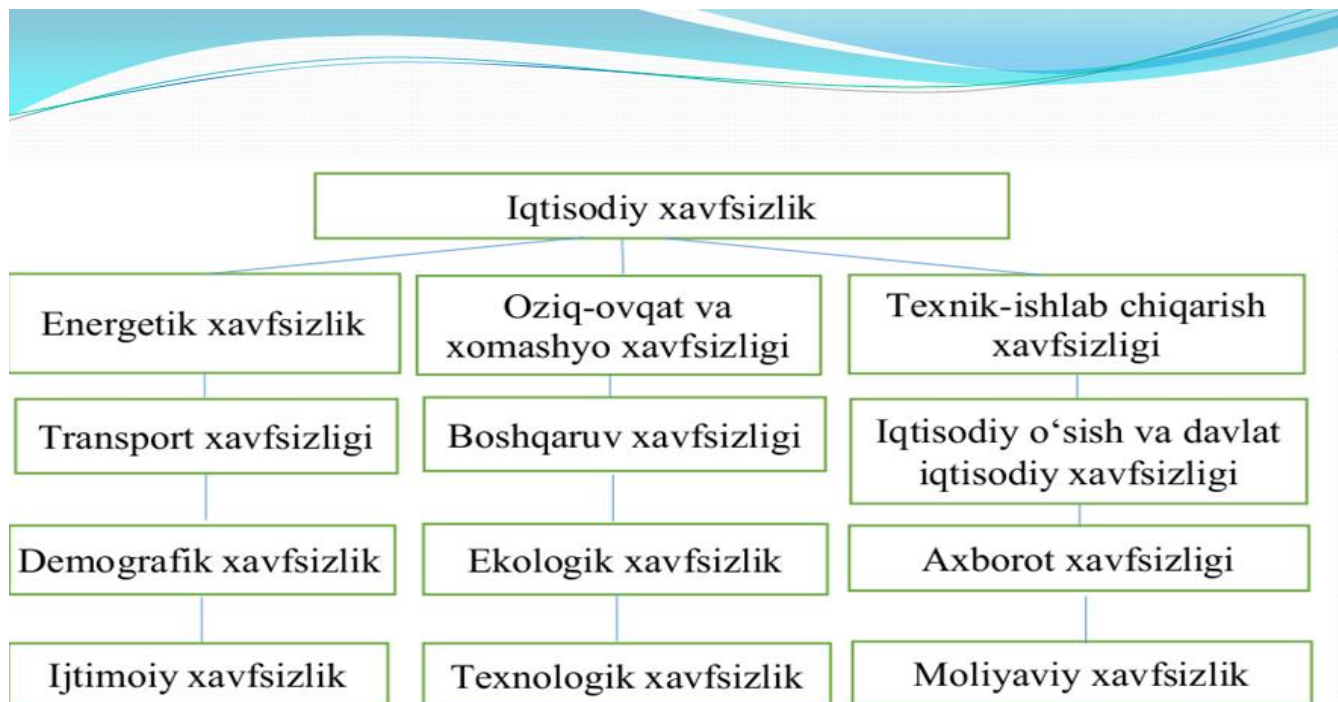 Iqtisodiy xavfsizlik
Energetik xavfsizlik
Oziq-ovqat va
xomashyo xavfsizligi
Texnik-ishlab chiqarish
xavfsizligi
Transport xavfsizligi
Boshqaruv xavfsizligi
Iqtisodiy o‘sish va davlat
iqtisodiy xavfsizligi
Demografik xavfsizlik
Ekologik xavfsizlik
Axborot xavfsizligi
Ijtimoiy xavfsizlik
Texnologik xavfsizlik
Moliyaviy xavfsizlik